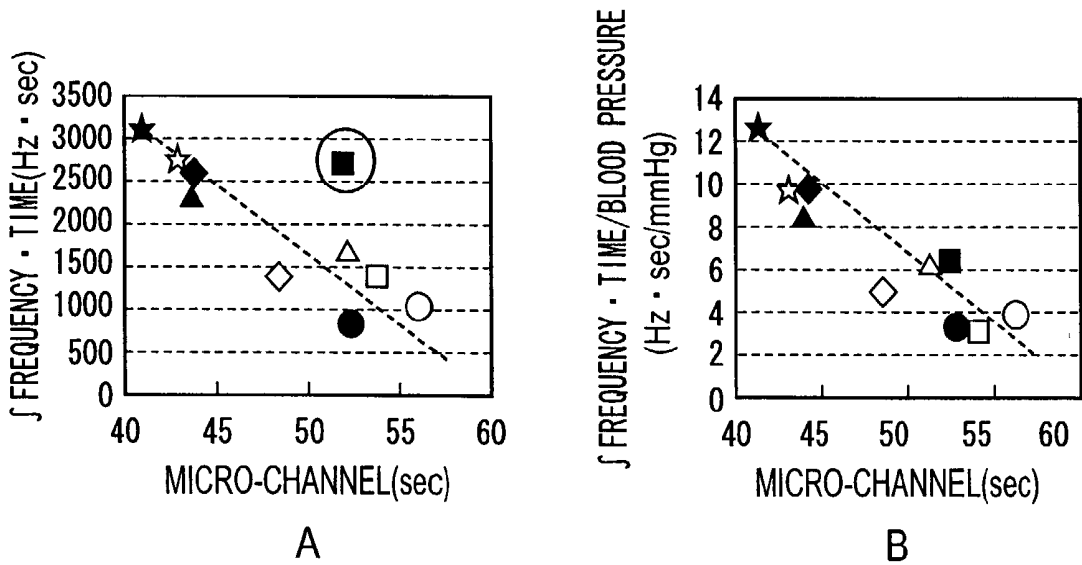 ∫ FREQUENCY · TIME(Hz · sec)
3500
3000
2500
2000
1500
1000
500
0
40 45 50 55 60
MICRO-CHANNEL(sec)
A
∫ FREQUENCY · TIME/BLOOD PRESSURE
(Hz · sec/mmHg)
14
12
10
8
6
4
2
0
40 45 50 55 60
MICRO-CHANNEL(sec)
B